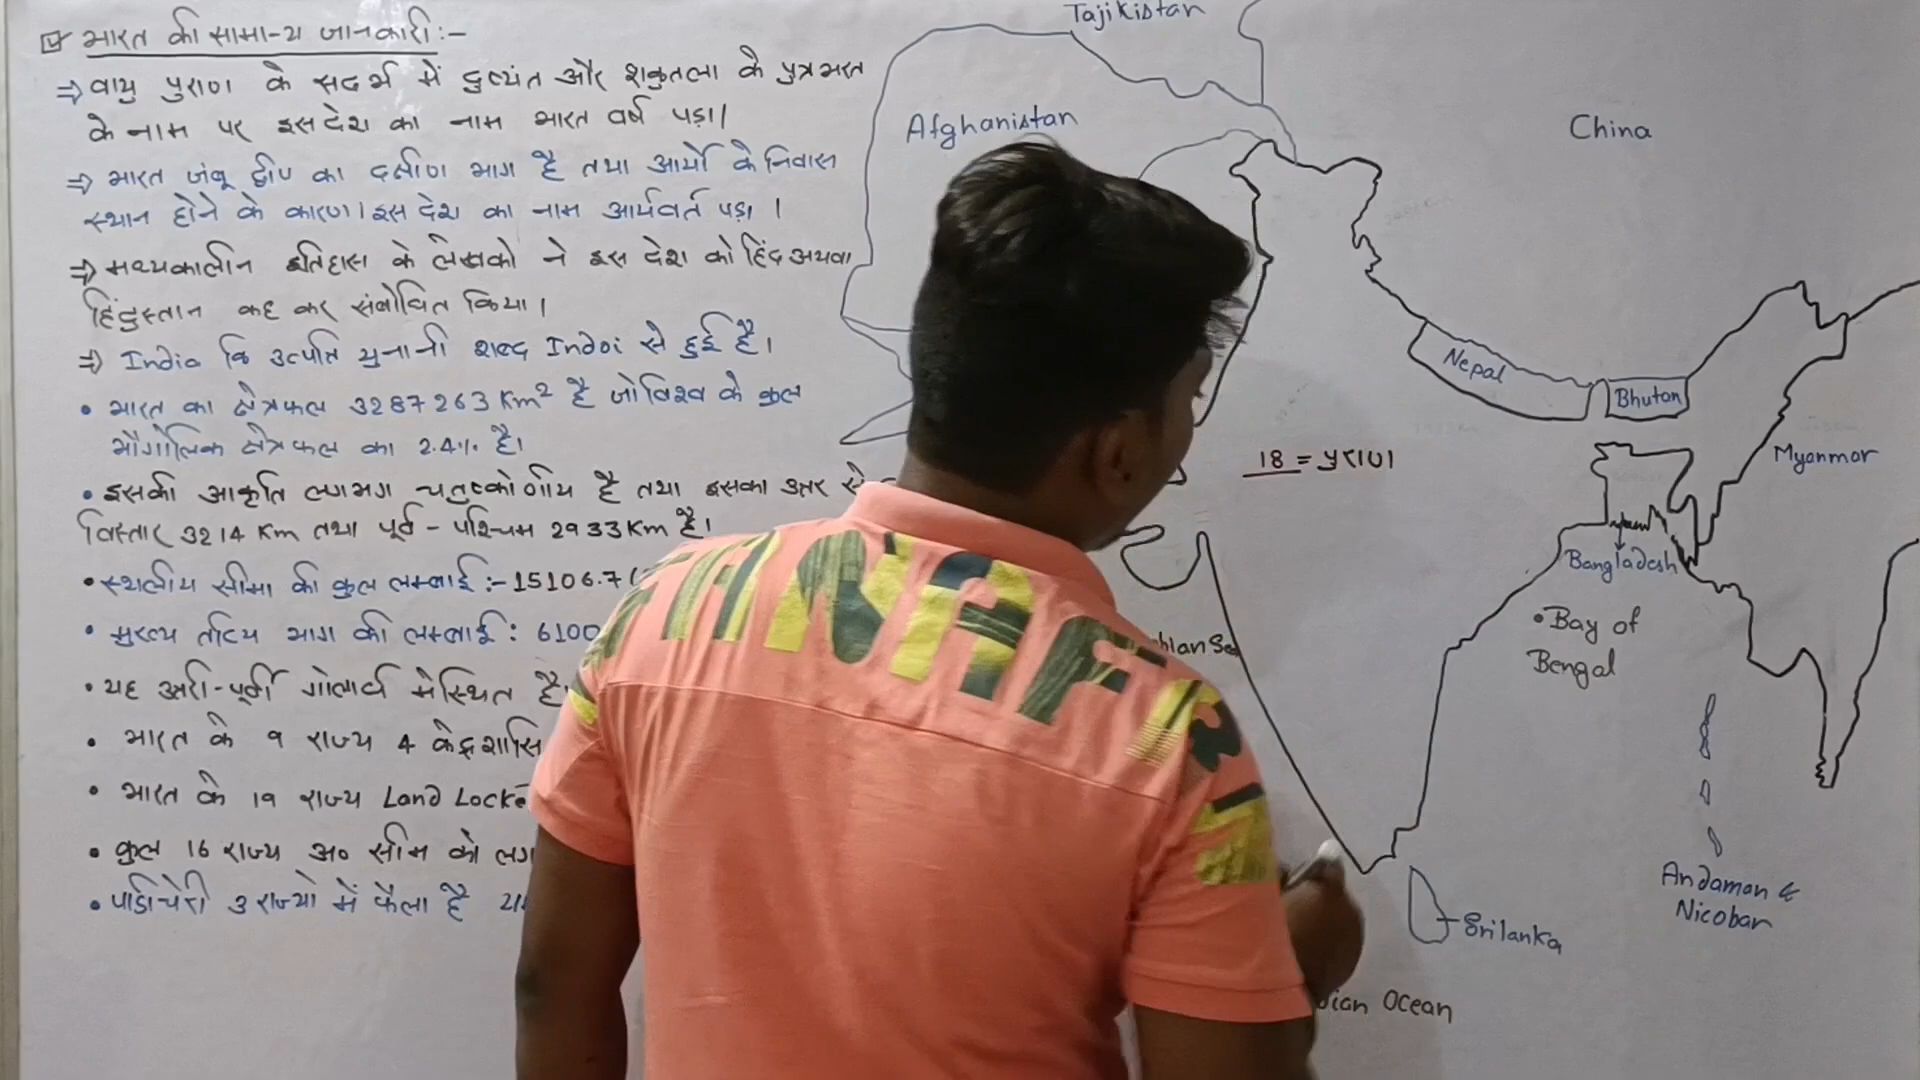 भारत की सामा-य जानकारी:-
⇒ वायु पुराण के सदर्भ में दुष्यंत और शकुतला के पुत्र भरत
के नाम पर इस देश का नाम भारत वर्ष पड़ा।
⇒ भारत जंबू द्वीप का दक्षीण भाग है तथा आर्यो के निवास
स्थान होने के कारण। इस देश का नाम आर्यवर्त पड़ा ।
⇒ मध्यकालीन इतिहास के लेखको ने इस देश को हिंद अथवा
हिंदुस्तान कह कर संबोधित किया।
⇒ India कि उत्पति युनानी शब्द Indoi से हुई है।
• भारत का क्षेत्रफल 3287263 Km² है जो विश्व के कुल
भौगोलिक क्षेत्रफल का 2.4% है।
• इसकी आकृति लगभग चतुष्कोणीय है तथा इसका उत्तर से
विस्तार 3214 Km तथा पूर्व - पश्चिम 2933 Km है।
• स्थलीय सीमा की कुल लम्बाई :- 15106.7 (
• मुख्य तटिय भाग की लम्बाई : 6100
• यह उत्तरी-पूर्वी गोलार्ध मे स्थित है।
• भारत के 9 राज्य 4 केंद्र शासि
• भारत के 19 राज्य Land Locke
• कुल 16 राज्य अ० सीमा को लग
• पांडीचेरी 3 राज्यो में फैला है
Tajikistan
Afghanistan
China
Nepal
Bhutan
18 = पुराण
Myanmar
Bangladesh
• Bay of
Bengal
Andaman &
Nicobar
Srilanka
dian Ocean
THNAF